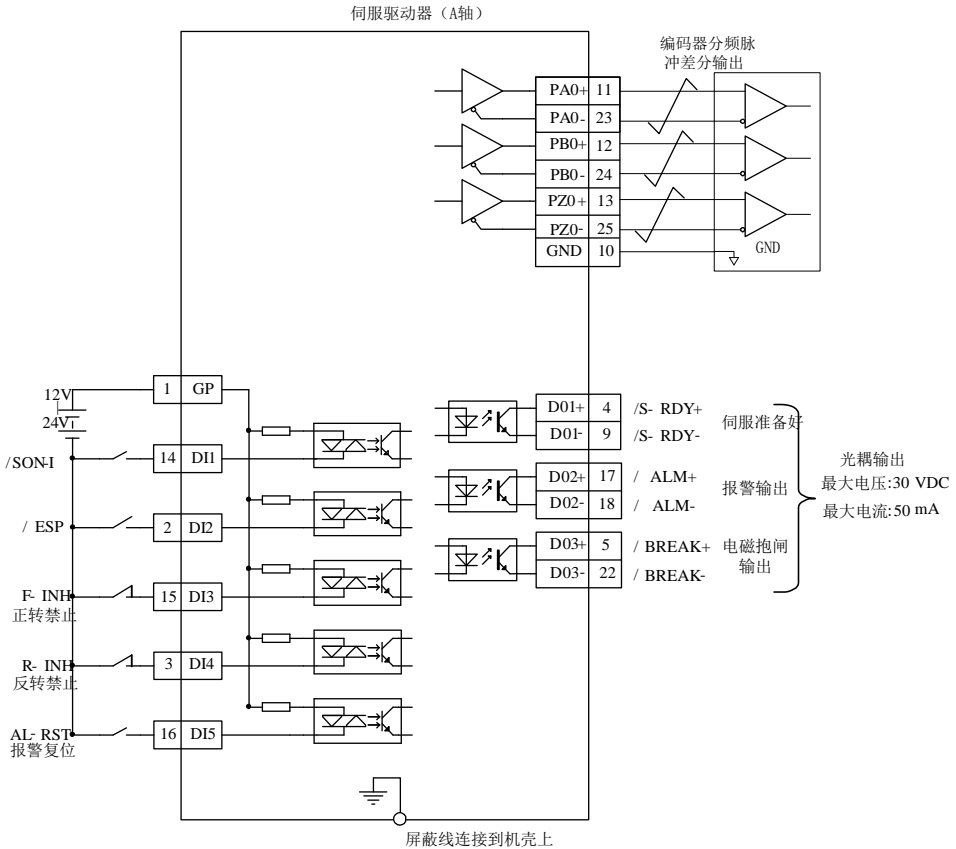 伺服驱动器（A轴）
编码器分频脉
冲差分输出
PA0+ 11
PA0- 23
PB0+ 12
PB0- 24
PZ0+ 13
PZ0- 25
GND 10
GND
12V
24V
1 GP
/SON-I 14 DI1
/ ESP 2 DI2
F- INH 15 DI3
正转禁止
R- INH 3 DI4
反转禁止
AL- RST 16 DI5
报警复位
D01+ 4 /S- RDY+
D01- 9 /S- RDY-
伺服准备好
D02+ 17 / ALM+
D02- 18 / ALM-
报警输出
D03+ 5 / BREAK+
D03- 22 / BREAK-
电磁抱闸
输出
光耦输出
最大电压:30 VDC
最大电流:50 mA
屏蔽线连接到机壳上